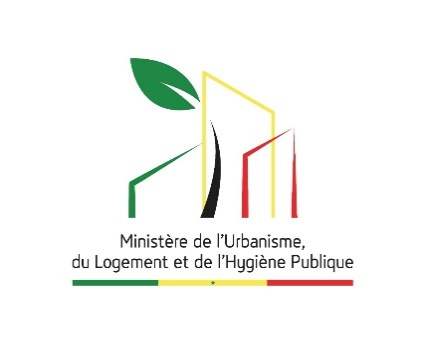 Ministère de l'Urbanisme,
du Logement et de l'Hygiène Publique